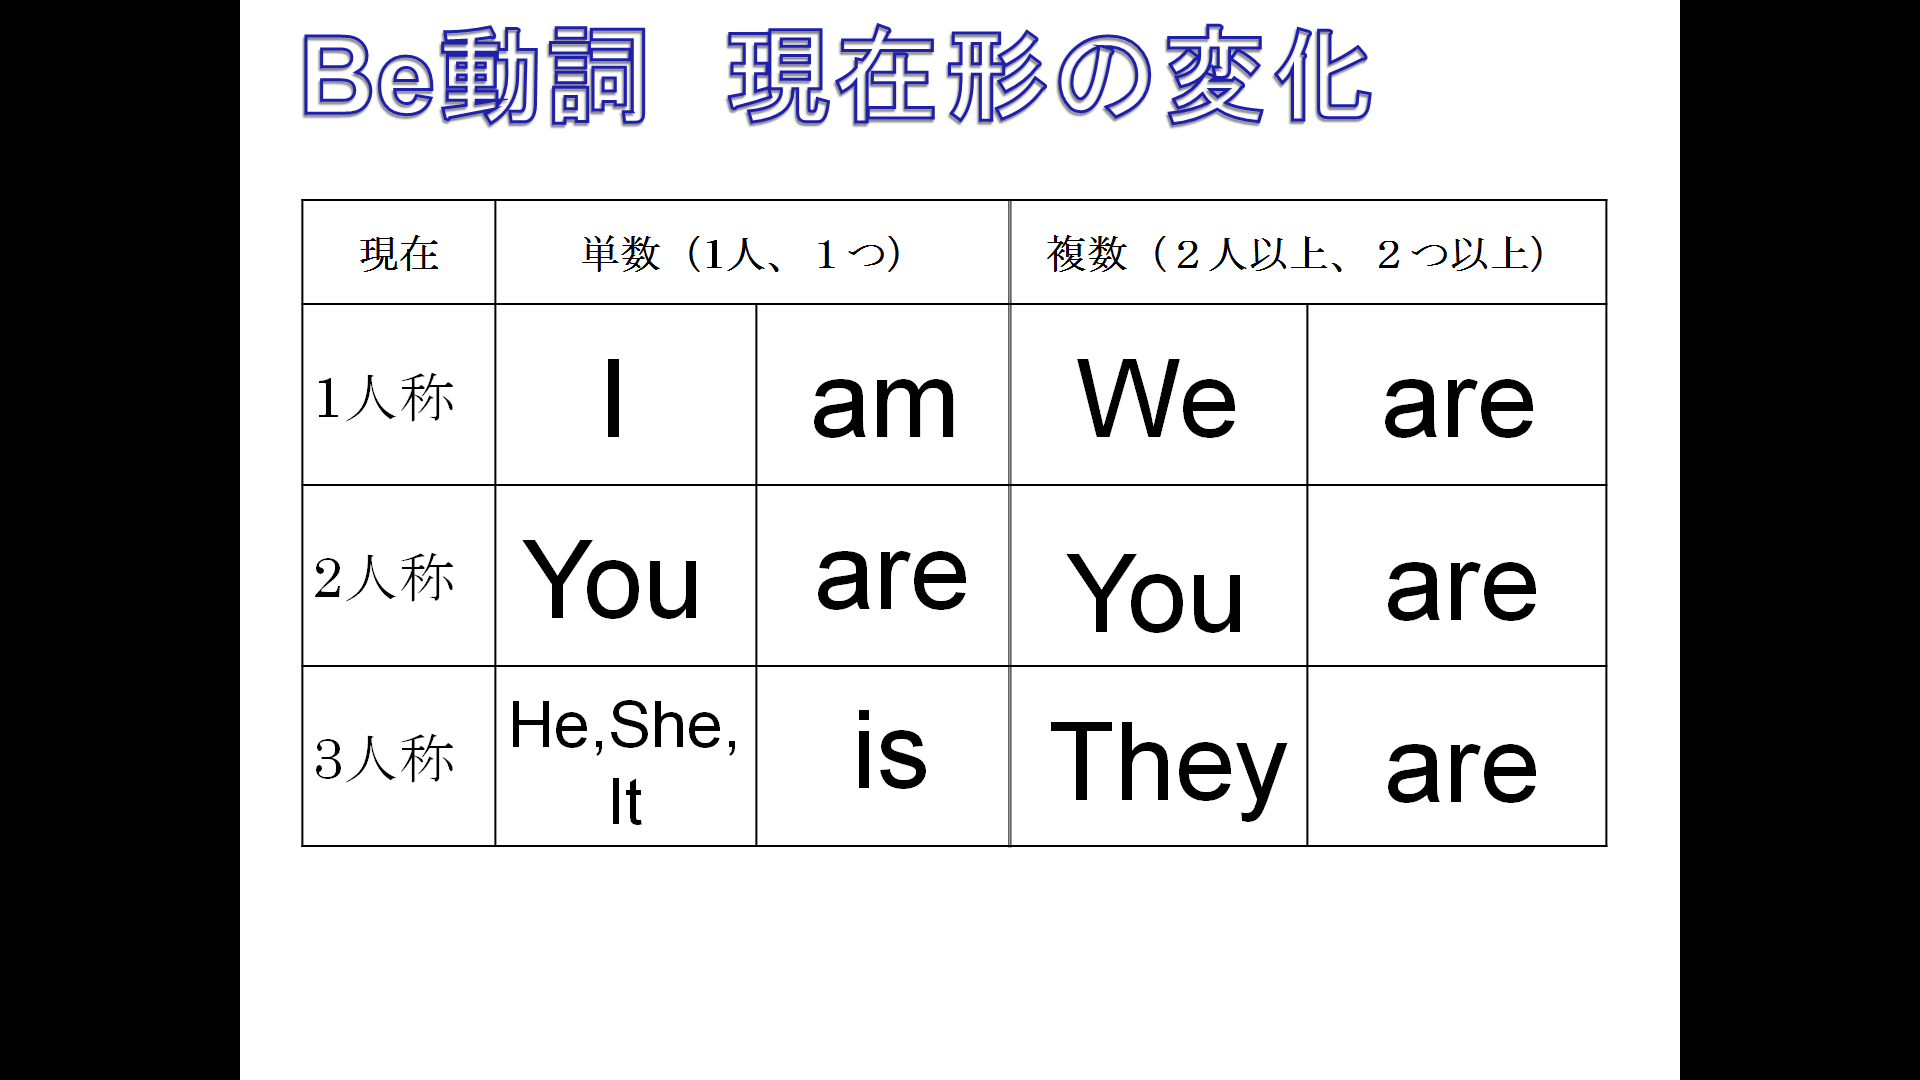 Be動詞　現在形の変化
現在 単数（1人、１つ） 複数（２人以上、２つ以上）
1人称 I am We are
2人称 You are You are
3人称 He,She, is They are
It